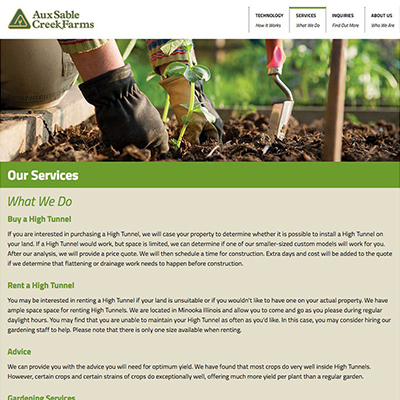 Aux Sable
Creek Farms
TECHNOLOGY
How It Works
SERVICES
What We Do
INQUIRIES
Find Out More
ABOUT US
Who We Are
Our Services
What We Do
Buy a High Tunnel
If you are interested in purchasing a High Tunnel, we will case your property to determine whether it is possible to install a High Tunnel on
your land. If a High Tunnel would work, but space is limited, we can determine if one of our smaller-sized custom models will work for you.
After our analysis, we will provide a price quote. We will then schedule a time for construction. Extra days and cost will be added to the quote
if we determine that flattening or drainage work needs to happen before construction.
Rent a High Tunnel
You may be interested in renting a High Tunnel if your land is unsuitable or if you wouldn't like to have one on your actual property. We have
ample space space for renting High Tunnels. We are located in Minooka Illinois and allow you to come and go as you please during regular
daylight hours. You may find that you are unable to maintain your High Tunnel as often as you'd like. In this case, you may consider hiring our
gardening staff to help. Please note that there is only one size available when renting.
Advice
We can provide you with the advice you will need for optimum yield. We have found that most crops do very well inside High Tunnels.
However, certain crops and certain strains of crops do exceptionally well, offering much more yield per plant than a regular garden.
Gardening Services